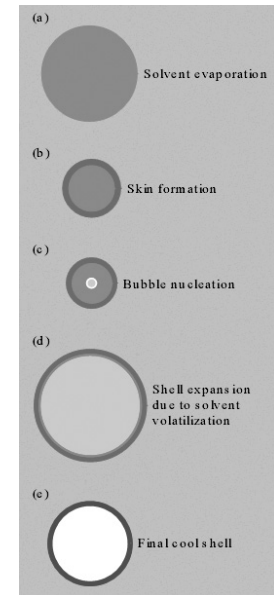 (a)
Solvent evaporation
(b)
Skin formation
(c)
Bubble nucleation
(d)
Shell expansion
due to solvent
volatilization
(e)
Final cool shell